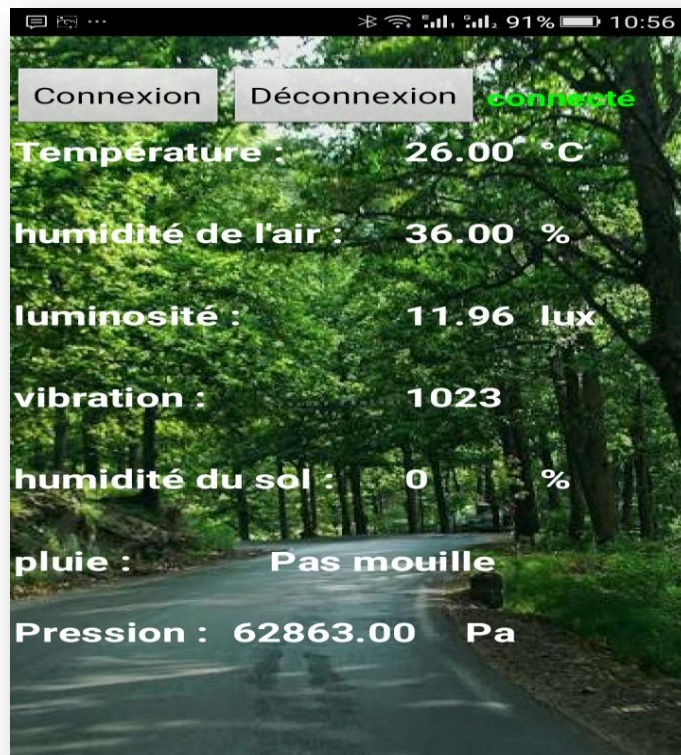 91% 10:56
Connexion Déconnexion connecté
Température : 26.00 °C
humidité de l'air : 36.00 %
luminosité : 11.96 lux
vibration : 1023
humidité du sol : 0 %
pluie : Pas mouille
Pression : 62863.00 Pa